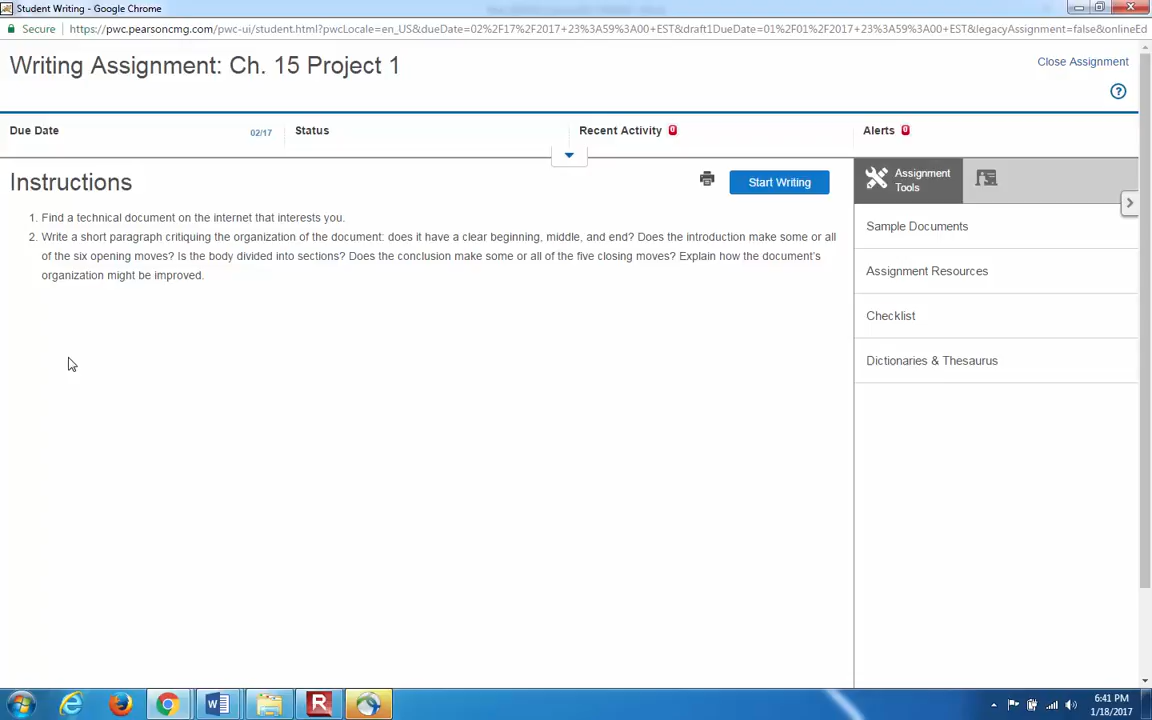 Student Writing - Google Chrome
Secure https://pwc.pearsoncmg.com/pwc-ui/student.html?pwcLocale=en_US&dueDate=02%2F17%2F2017+23%3A59%3A00+EST&draft1DueDate=01%2F01%2F2017+23%3A59%3A00+EST&legacyAssignment=false&onlineEd
Writing Assignment: Ch. 15 Project 1
Close Assignment
?
Due Date 02/17 Status Recent Activity 0 Alerts 0
Instructions
Start Writing
Assignment
Tools
1. Find a technical document on the internet that interests you.
2. Write a short paragraph critiquing the organization of the document: does it have a clear beginning, middle, and end? Does the introduction make some or all
of the six opening moves? Is the body divided into sections? Does the conclusion make some or all of the five closing moves? Explain how the document's
organization might be improved.
Sample Documents
Assignment Resources
Checklist
Dictionaries & Thesaurus
6:41 PM
1/18/2017